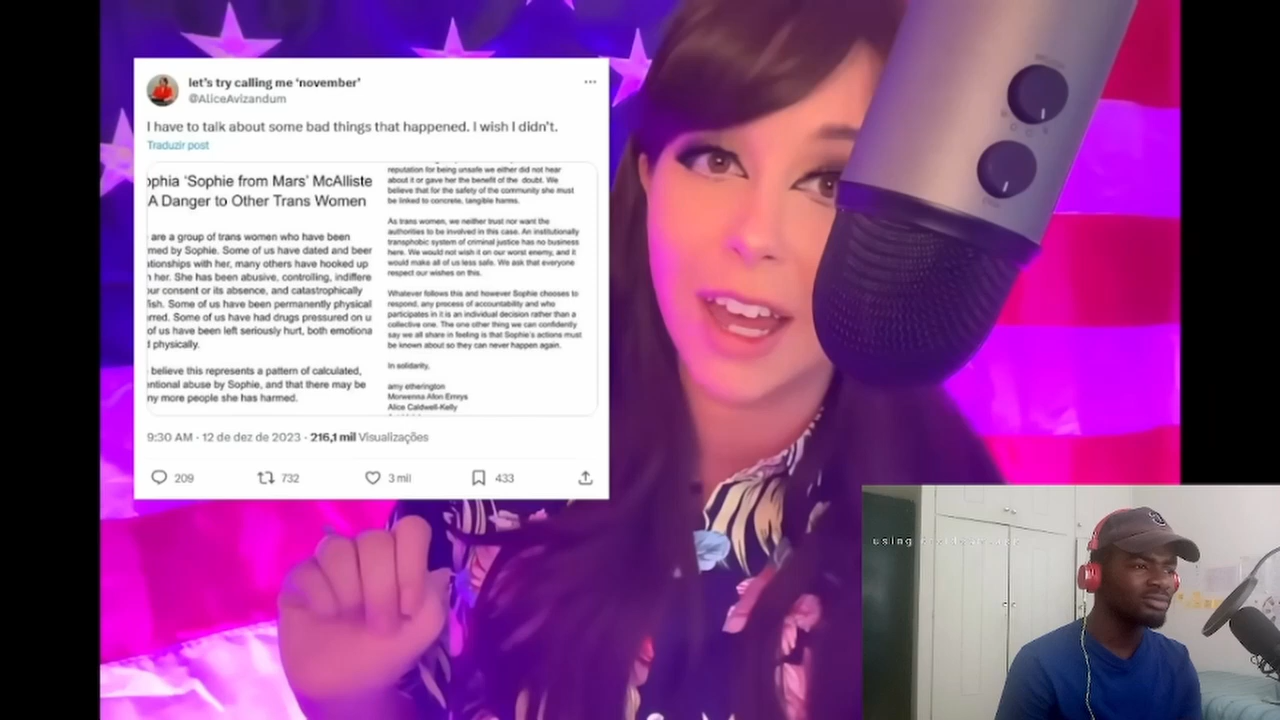 let's try calling me 'november'
@AliceAvizandum
I have to talk about some bad things that happened. I wish I didn't.
Traduzir post
ophia 'Sophie from Mars' McAlliste
A Danger to Other Trans Women
are a group of trans women who have been
rmed by Sophie. Some of us have dated and beer
ationships with her, many others have hooked up
n her. She has been abusive, controlling, indiffere
our consent or its absence, and catastrophically
fish. Some of us have been permanently physical
rred. Some of us have had drugs pressured on u
of us have been left seriously hurt, both emotiona
d physically.
believe this represents a pattern of calculated,
entional abuse by Sophie, and that there may be
ny more people she has harmed.
reputation for being unsafe we either did not hear
about it or gave her the benefit of the doubt. We
believe that for the safety of the community she must
be linked to concrete, tangible harms.
As trans women, we neither trust nor want the
authorities to be involved in this case. An institutionally
transphobic system of criminal justice has no business
here. We would not wish it on our worst enemy, and it
would make all of us less safe. We ask that everyone
respect our wishes on this.
Whatever follows this and however Sophie chooses to
respond, any process of accountability and who
participates in it is an individual decision rather than a
collective one. The one other thing we can confidently
say we all share in feeling is that Sophie's actions must
be known about so they can never happen again.
In solidarity,
amy etherington
Morwenna Allon Emrys
Alice Caldwell-Kelly
9:30 AM · 12 de dez de 2023 · 216,1 mil Visualizações
209
732
3 mil
433
using